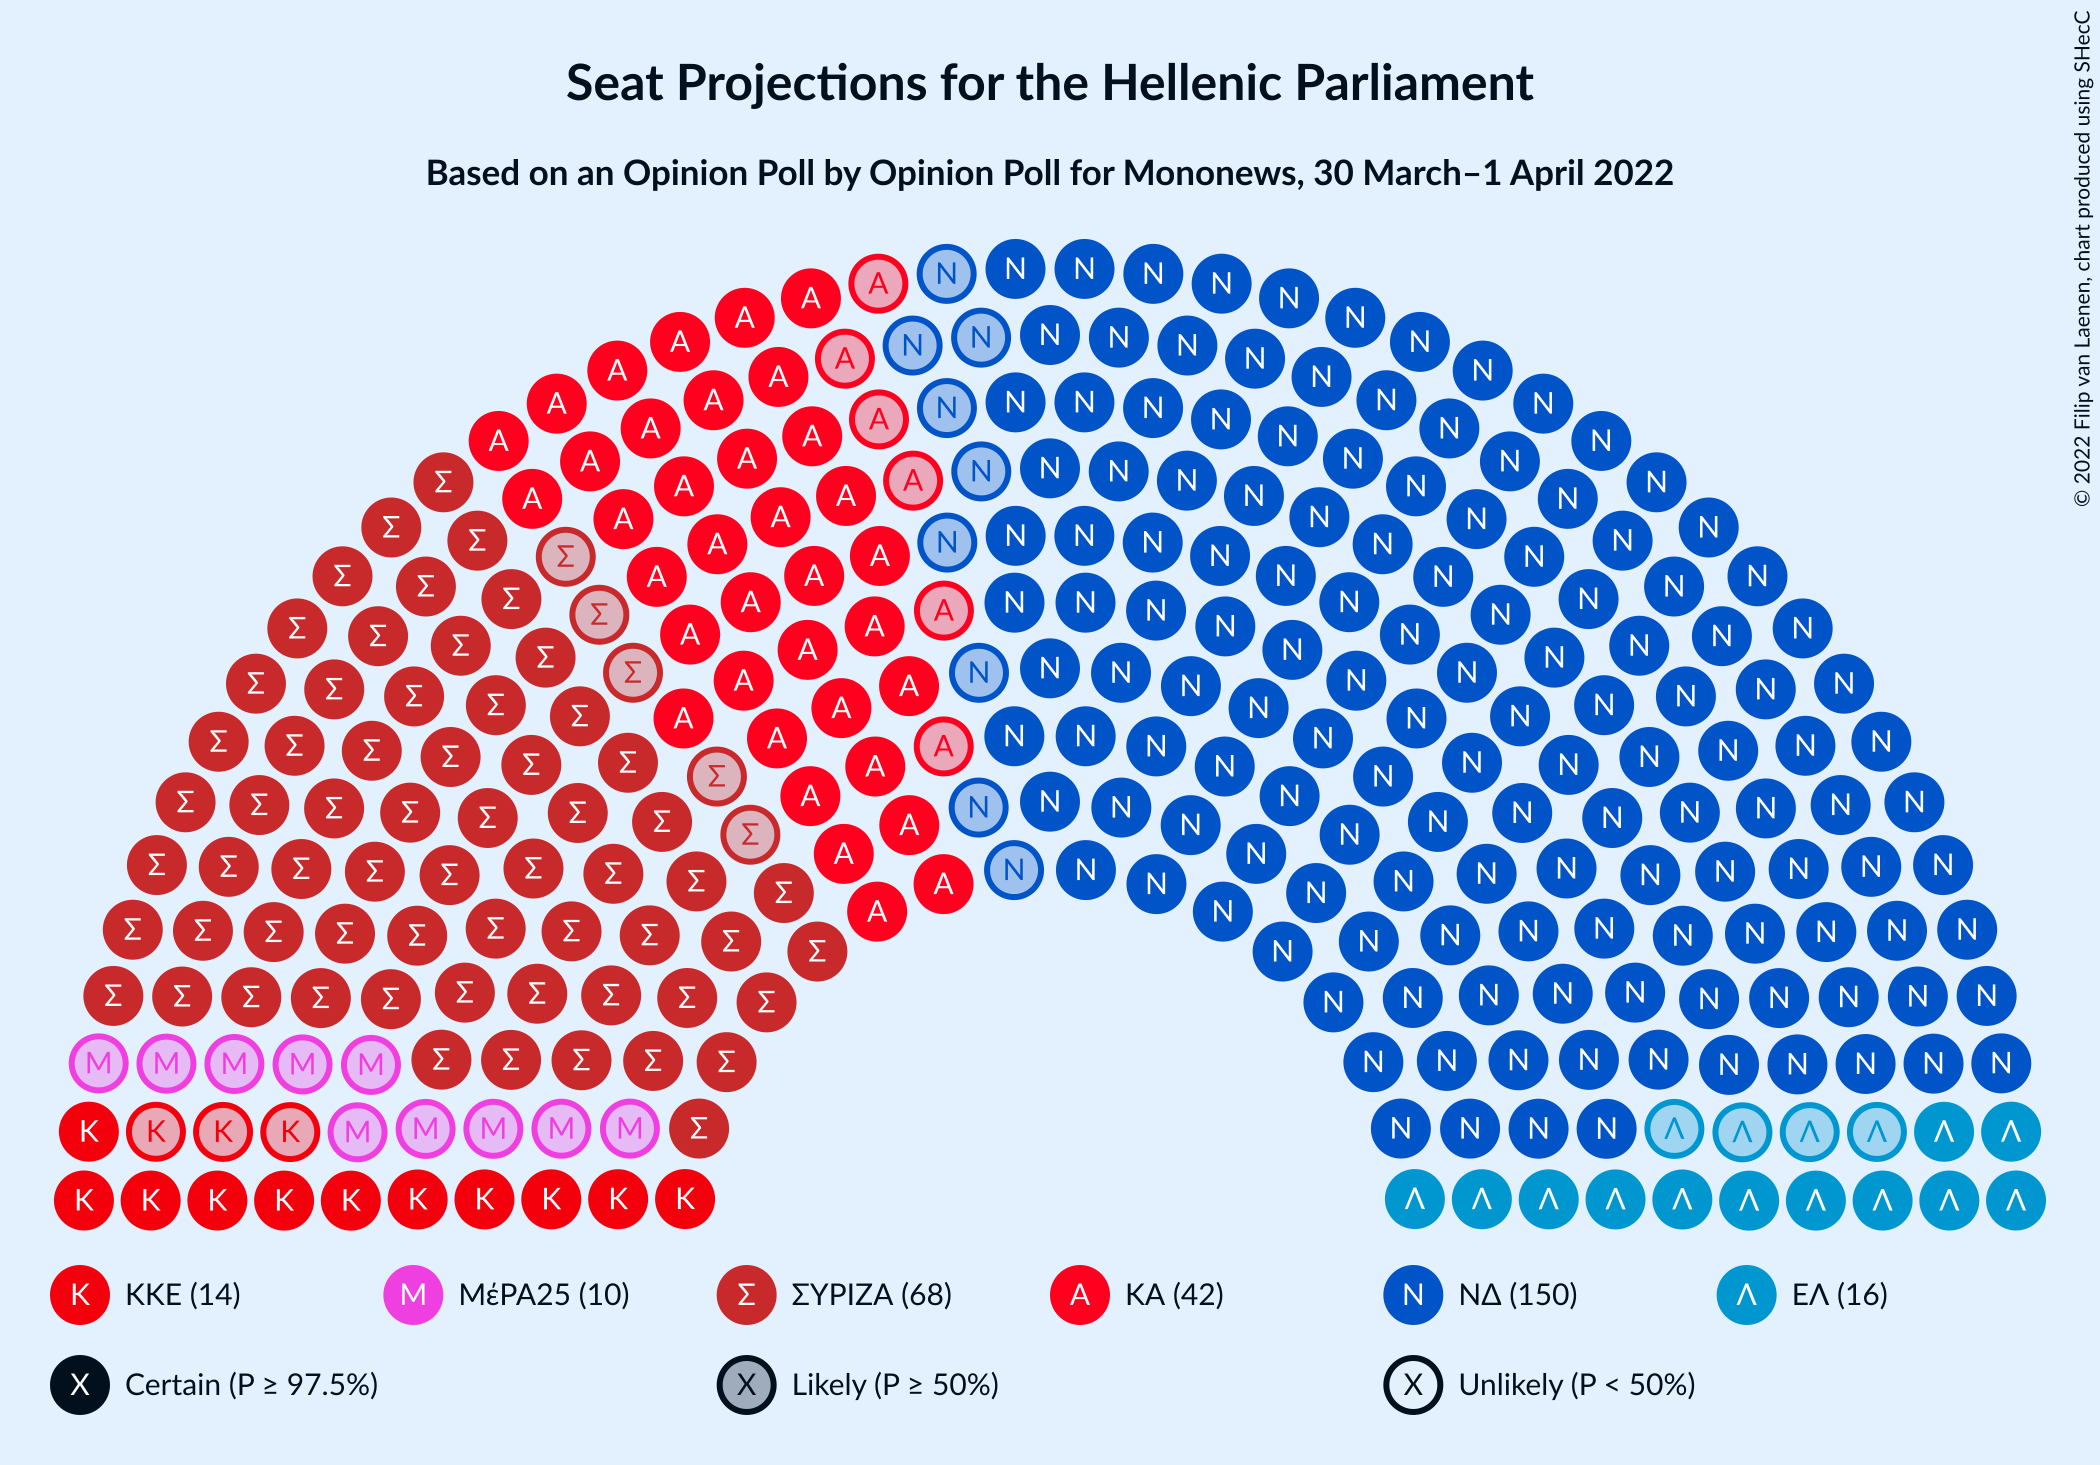 Seat Projections for the Hellenic Parliament
Based on an Opinion Poll by Opinion Poll for Mononews, 30 March–1 April 2022
© 2022 Filip van Laenen, chart produced using SHecC
K ΚΚΕ (14)
M ΜέΡΑ25 (10)
Σ ΣΥΡΙΖΑ (68)
A ΚΑ (42)
N ΝΔ (150)
Λ ΕΛ (16)
X Certain (P ≥ 97.5%)
X Likely (P ≥ 50%)
X Unlikely (P < 50%)